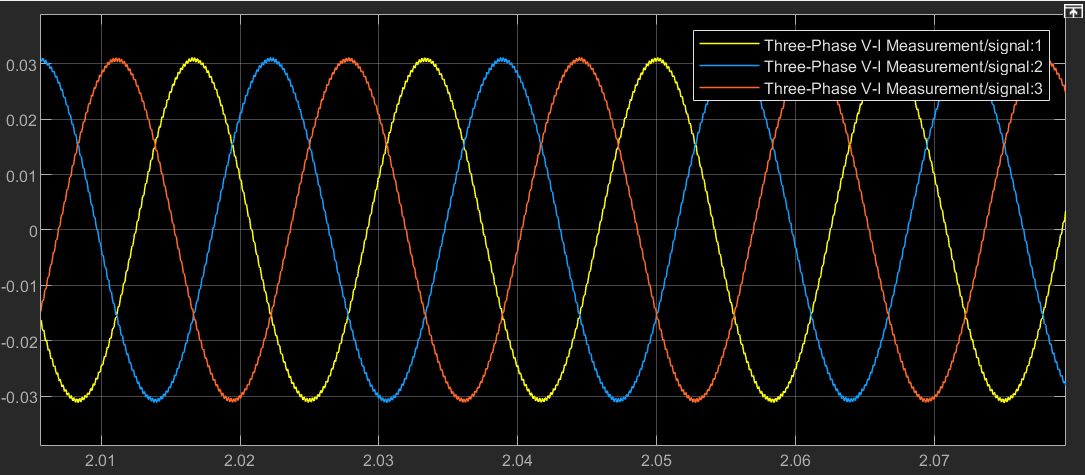 Three-Phase V-I Measurement/signal:1
Three-Phase V-I Measurement/signal:2
Three-Phase V-I Measurement/signal:3
0.03
0.02
0.01
0
-0.01
-0.02
-0.03
2.01 2.02 2.03 2.04 2.05 2.06 2.07